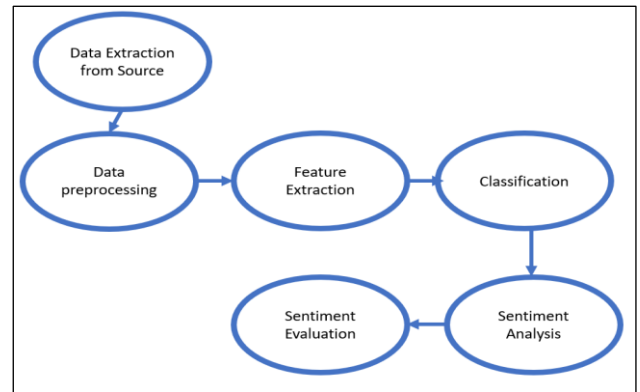 Data Extraction
from Source
Data
preprocessing
Feature
Extraction
Classification
Sentiment
Analysis
Sentiment
Evaluation